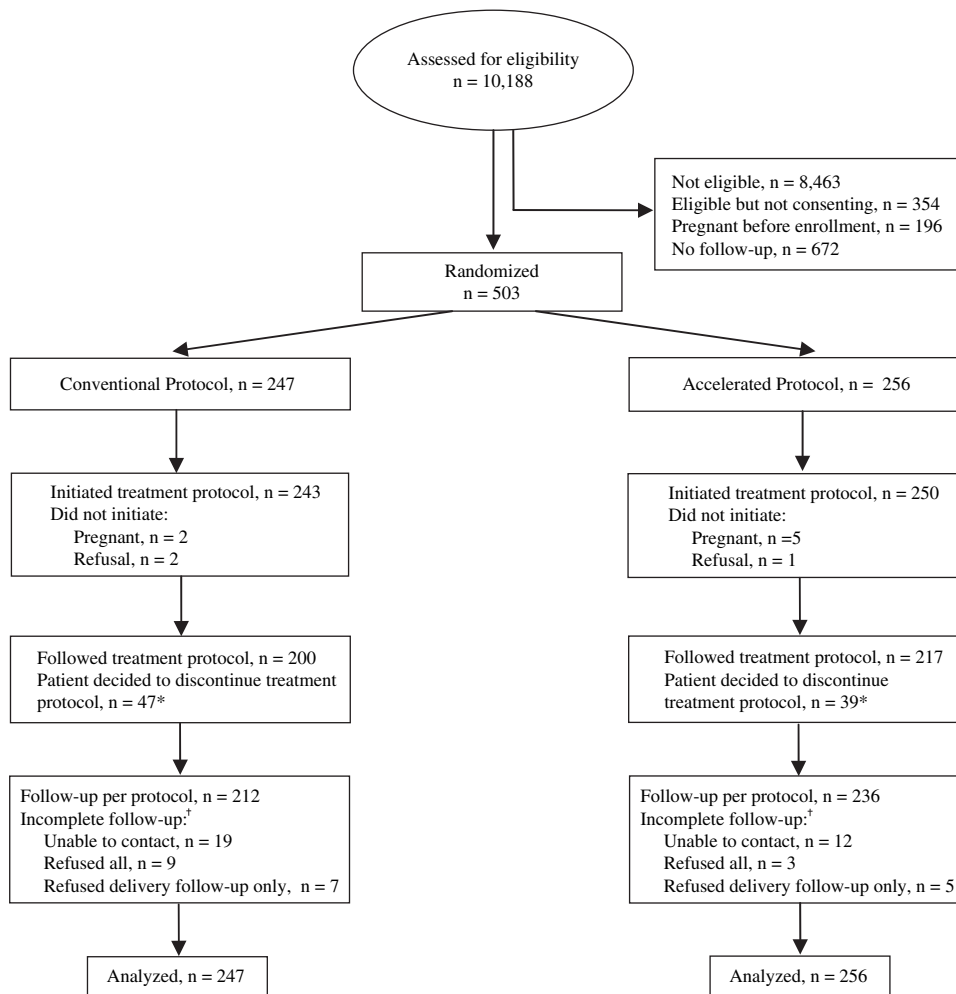 Assessed for eligibility
n = 10,188
Not eligible, n = 8,463
Eligible but not consenting, n = 354
Pregnant before enrollment, n = 196
No follow-up, n = 672
Randomized
n = 503
Conventional Protocol, n = 247
Accelerated Protocol, n =  256
Initiated treatment protocol, n = 243
Did not initiate:
Pregnant, n = 2
Refusal, n = 2
Initiated treatment protocol, n = 250
Did not initiate:
Pregnant, n =5
Refusal, n = 1
Followed treatment protocol, n = 200
Patient decided to discontinue treatment
protocol, n = 47*
Followed treatment protocol, n = 217
Patient decided to discontinue
treatment protocol, n = 39*
Follow-up per protocol, n = 212
Incomplete follow-up:†
Unable to contact, n = 19
Refused all, n = 9
Refused delivery follow-up only,  n = 7
Follow-up per protocol, n = 236
Incomplete follow-up:†
Unable to contact, n = 12
Refused all, n = 3
Refused delivery follow-up only, n = 5
Analyzed, n = 247
Analyzed, n = 256